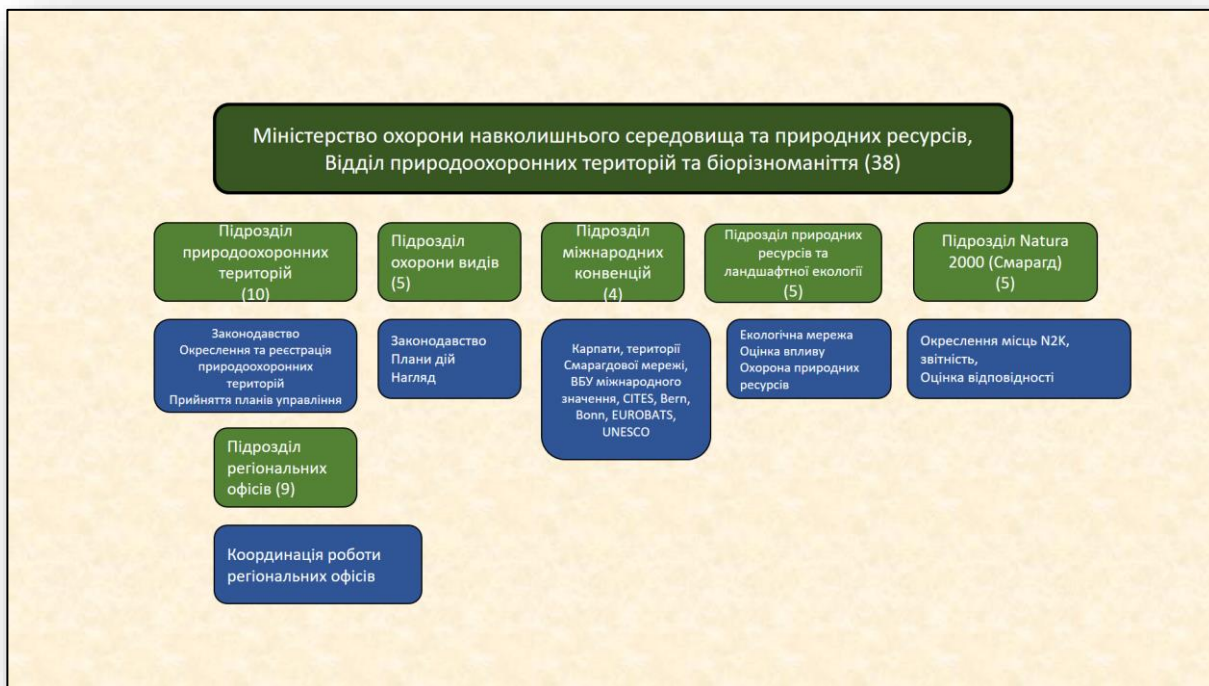 Міністерство охорони навколишнього середовища та природних ресурсів,
Відділ природоохоронних територій та біорізноманіття (38)
Підрозділ
природоохоронних
територій
(10)
Підрозділ
охорони видів
(5)
Підрозділ
міжнародних
конвенцій
(4)
Підрозділ природних
ресурсів та
ландшафтної екології
(5)
Підрозділ Natura
2000 (Смарагд)
(5)
Законодавство
Окреслення та реєстрація
природоохоронних
територій
Прийняття планів управління
Законодавство
Плани дій
Нагляд
Карпати, території
Смарагдової мережі,
ВБУ міжнародного
значення, CITES, Bern,
Bonn, EUROBATS,
UNESCO
Екологічна мережа
Оцінка впливу
Охорона природних
ресурсів
Окреслення місць N2K,
звітність,
Оцінка відповідності
Підрозділ
регіональних
офісів (9)
Координація роботи
регіональних офісів